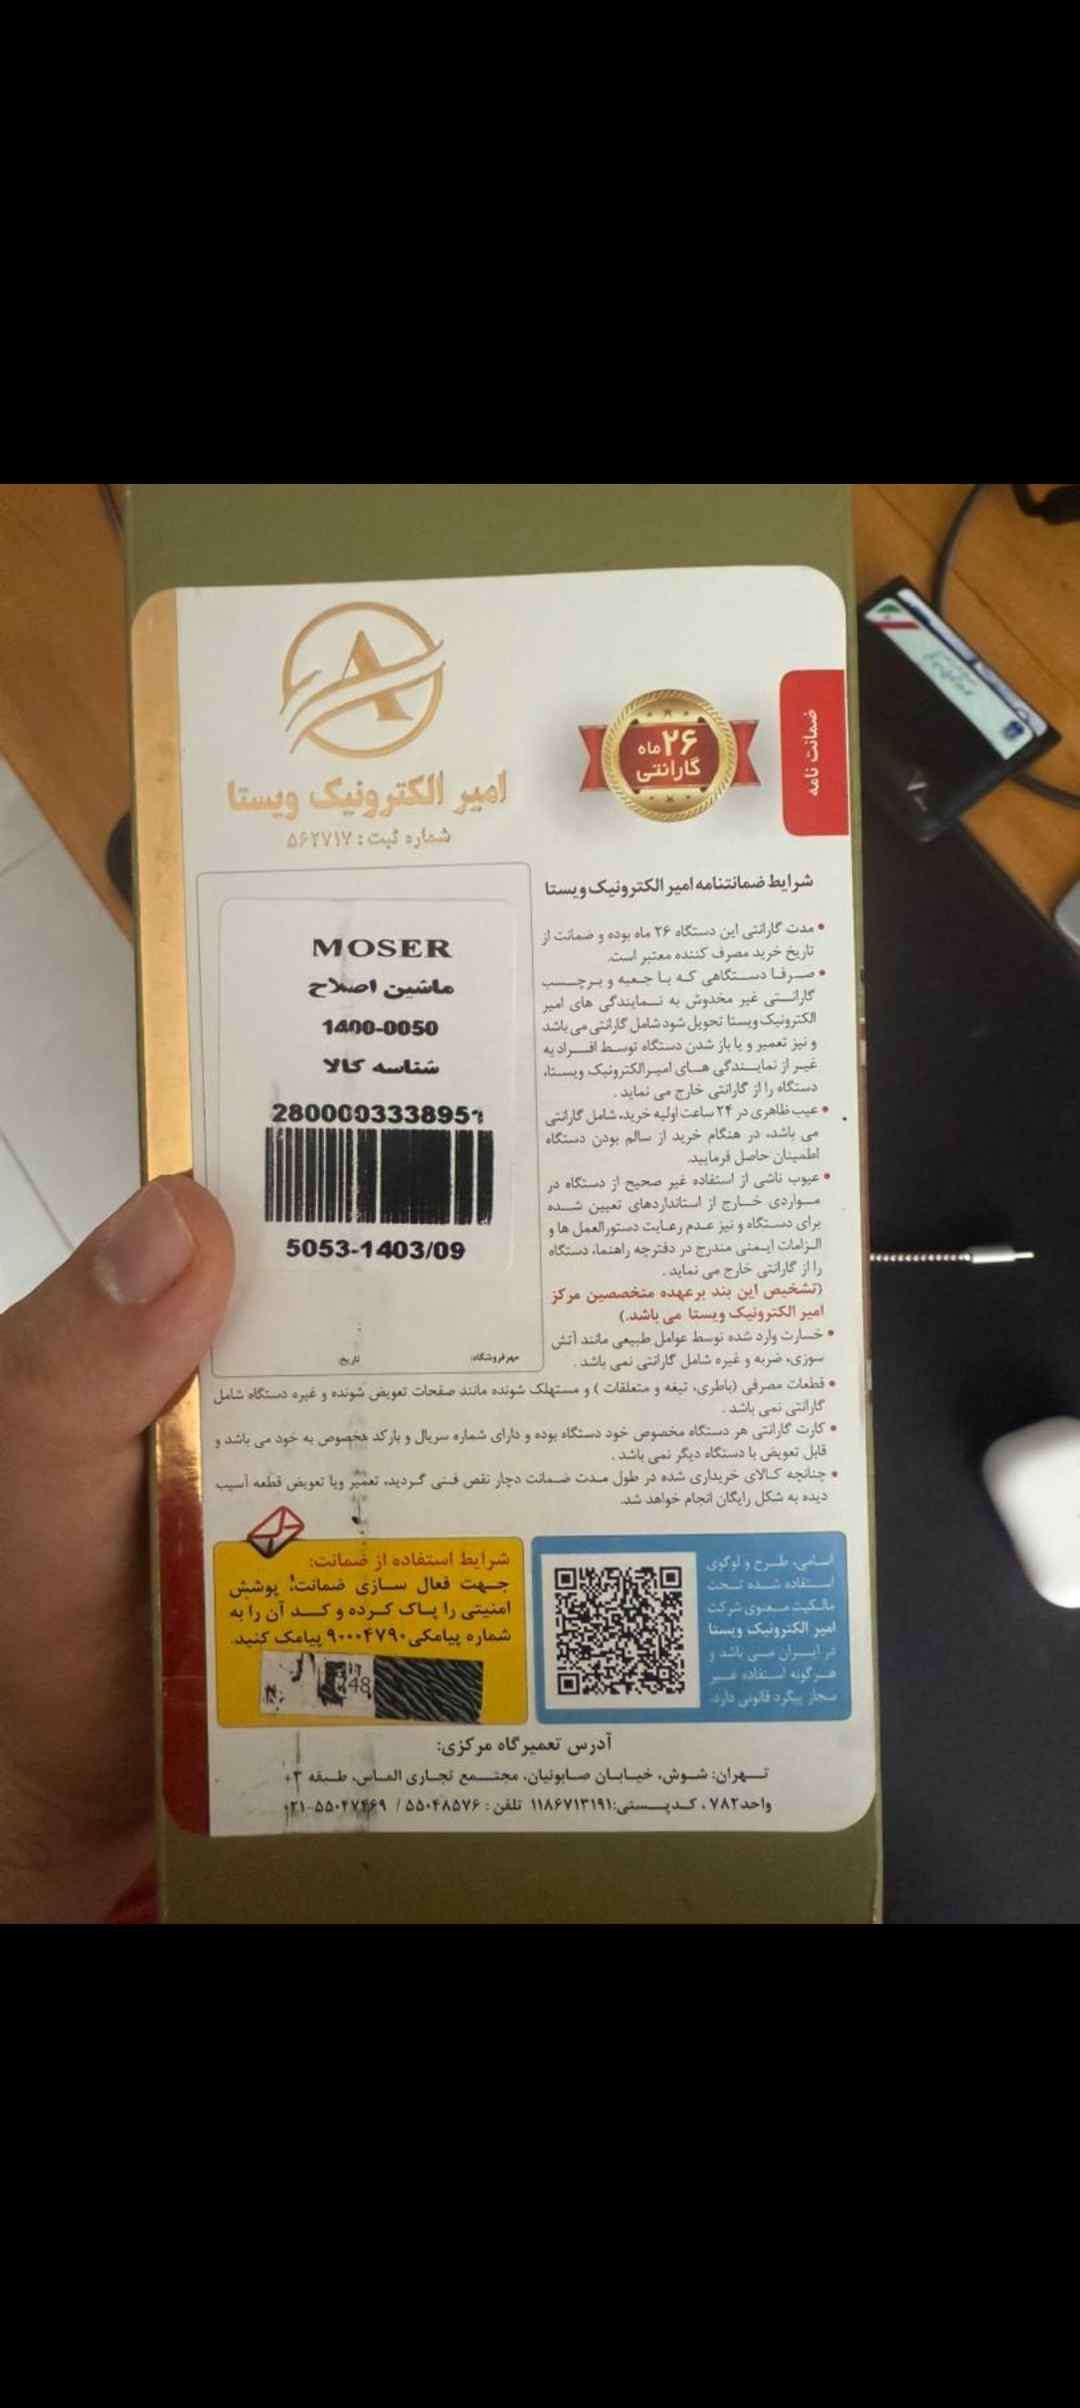 امیر الکترونیک ویستا
شماره ثبت : ۵۶۲۷۱۷
۲۶ ماه
گارانتی
ضمانت نامه
MOSER
ماشین اصلاح
1400-0050
شناسه کالا
2800003338951
5053-1403/09
مهرفروشگاه:
تاریخ:
شرایط ضمانتنامه امیر الکترونیک ویستا
• مدت گارانتی این دستگاه ۲۶ ماه بوده و ضمانت از
تاریخ خرید مصرف کننده معتبر است.
• صرفا دستگاهی که با جعبه و برچسب
گارانتی غیر مخدوش به نمایندگی های امیر
الکترونیک ویستا تحویل شود شامل گارانتی می باشد
و نیز تعمیر و یا باز شدن دستگاه توسط افراد به
غیر از نمایندگی های امیرالکترونیک ویستا،
دستگاه را از گارانتی خارج می نماید .
• عیب ظاهری در ۲۴ ساعت اولیه خرید، شامل گارانتی
می باشد، در هنگام خرید از سالم بودن دستگاه
اطمینان حاصل فرمایید.
• عیوب ناشی از استفاده غیر صحیح از دستگاه در
مواردی خارج از استانداردهای تعیین شده
برای دستگاه و نیز عدم رعایت دستورالعمل ها و
الزامات ایمنی مندرج در دفترچه راهنما، دستگاه
را از گارانتی خارج می نماید .
(تشخیص این بند برعهده متخصصین مرکز
امیر الکترونیک ویستا می باشد.)
• خسارت وارد شده توسط عوامل طبیعی مانند آتش
سوزی، ضربه و غیره شامل گارانتی نمی باشد .
• قطعات مصرفی (باطری، تیغه و متعلقات ) و مستهلک شونده مانند صفحات تعویض شونده و غیره دستگاه شامل
گارانتی نمی باشد .
• کارت گارانتی هر دستگاه مخصوص خود دستگاه بوده و دارای شماره سریال و بارکد مخصوص به خود می باشد و
قابل تعویض با دستگاه دیگر نمی باشد .
• چنانچه کالای خریداری شده در طول مدت ضمانت دچار نقص فنی گردید، تعمیر ویا تعویض قطعه آسیب
دیده به شکل رایگان انجام خواهد شد.
اسامی، طرح و لوگوی
استفاده شده تحت
مالکیت معنوی شرکت
امیر الکترونیک ویستا
در ایران می باشد و
هرگونه استفاده غیر
مجاز پیگرد قانونی دارد.
شرایط استفاده از ضمانت:
جهت فعال سازی ضمانت! پوشش
امنیتی را پاک کرده و کد آن را به
شماره پیامکی ۹۰۰۰۴۷۹۰ پیامک کنید.
48
آدرس تعمیرگاه مرکزی:
تهران: شوش، خیابان صابونیان، مجتمع تجاری الماس، طبقه ۳+
واحد ۷۸۲ ، کدپستی: ۱۱۸۶۷۱۳۱۹۱ تلفن : ۵۵۰۴۸۵۷۶ / ۰۲۱-۵۵۰۴۷۴۶۹